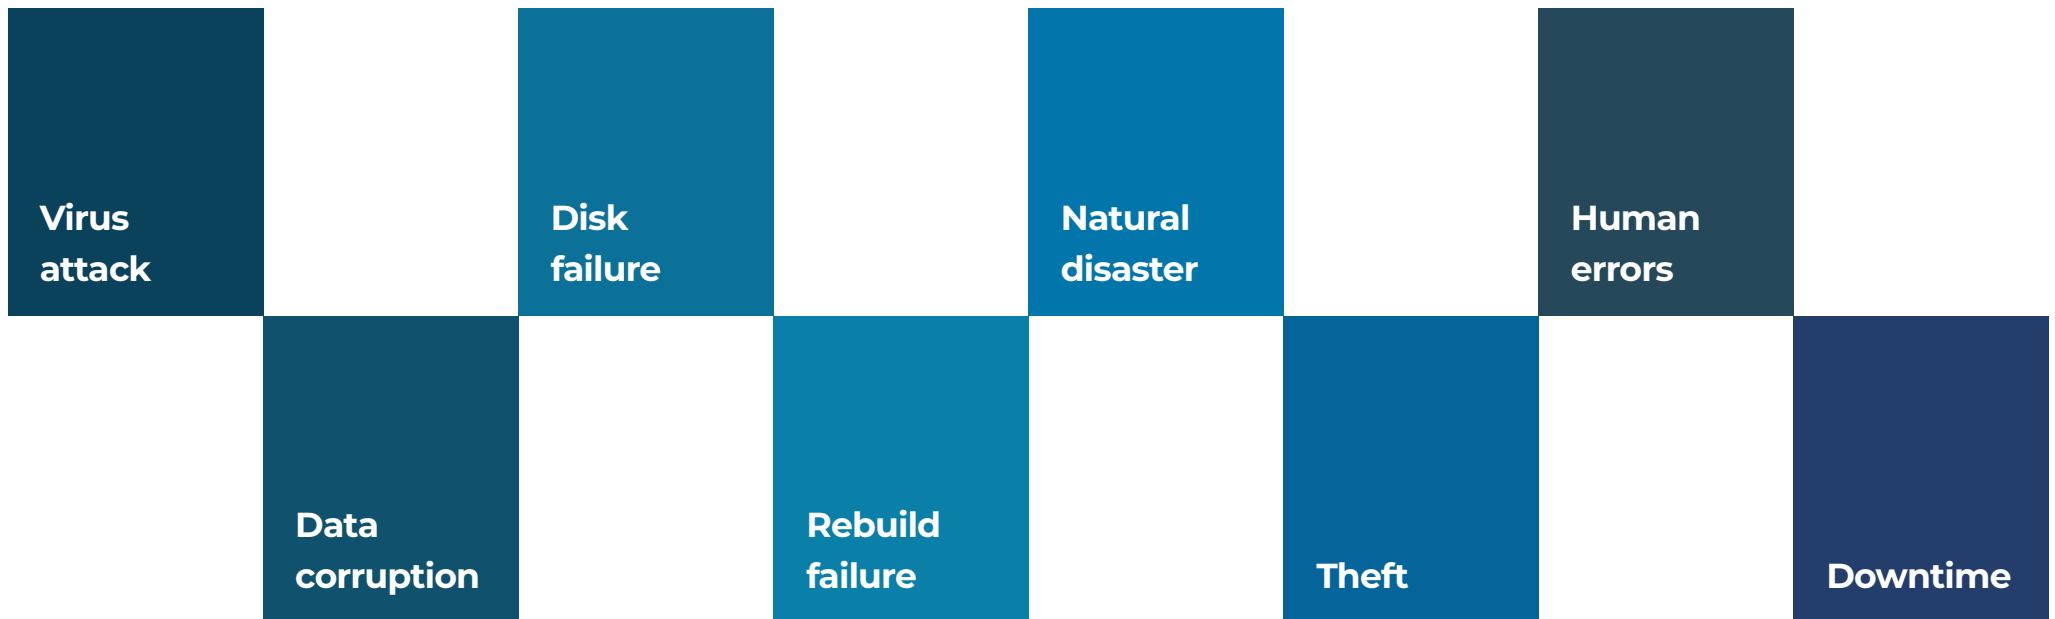 Virus
attack
Disk
failure
Natural
disaster
Human
errors
Data
corruption
Rebuild
failure
Theft
Downtime